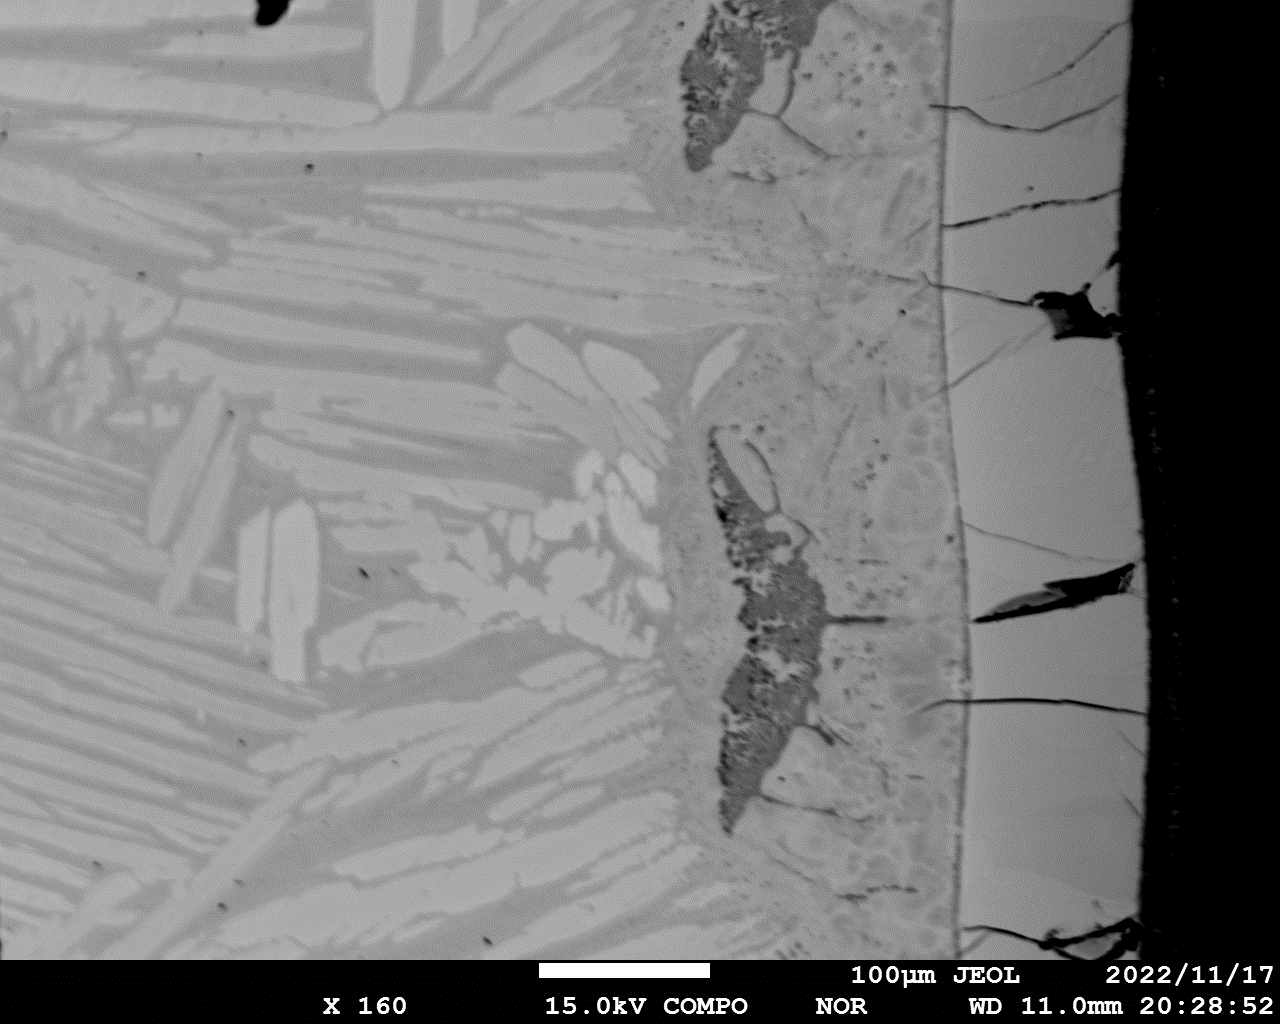 100µm JEOL 2022/11/17
X 160 15.0kV COMPO NOR WD 11.0mm 20:28:52